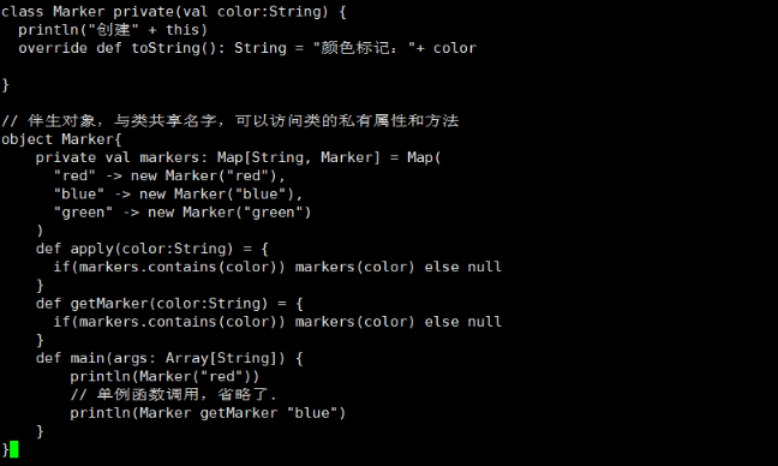 class Marker private(val color:String) {
  println("创建" + this)
  override def toString(): String = "颜色标记："+ color

}

// 伴生对象，与类共享名字，可以访问类的私有属性和方法
object Marker{
    private val markers: Map[String, Marker] = Map(
      "red" -> new Marker("red"),
      "blue" -> new Marker("blue"),
      "green" -> new Marker("green")
    )
    def apply(color:String) = {
      if(markers.contains(color)) markers(color) else null
    }
    def getMarker(color:String) = {
      if(markers.contains(color)) markers(color) else null
    }
    def main(args: Array[String]) {
        println(Marker("red"))
        // 单例函数调用，省略了.
        println(Marker getMarker "blue")
    }
}